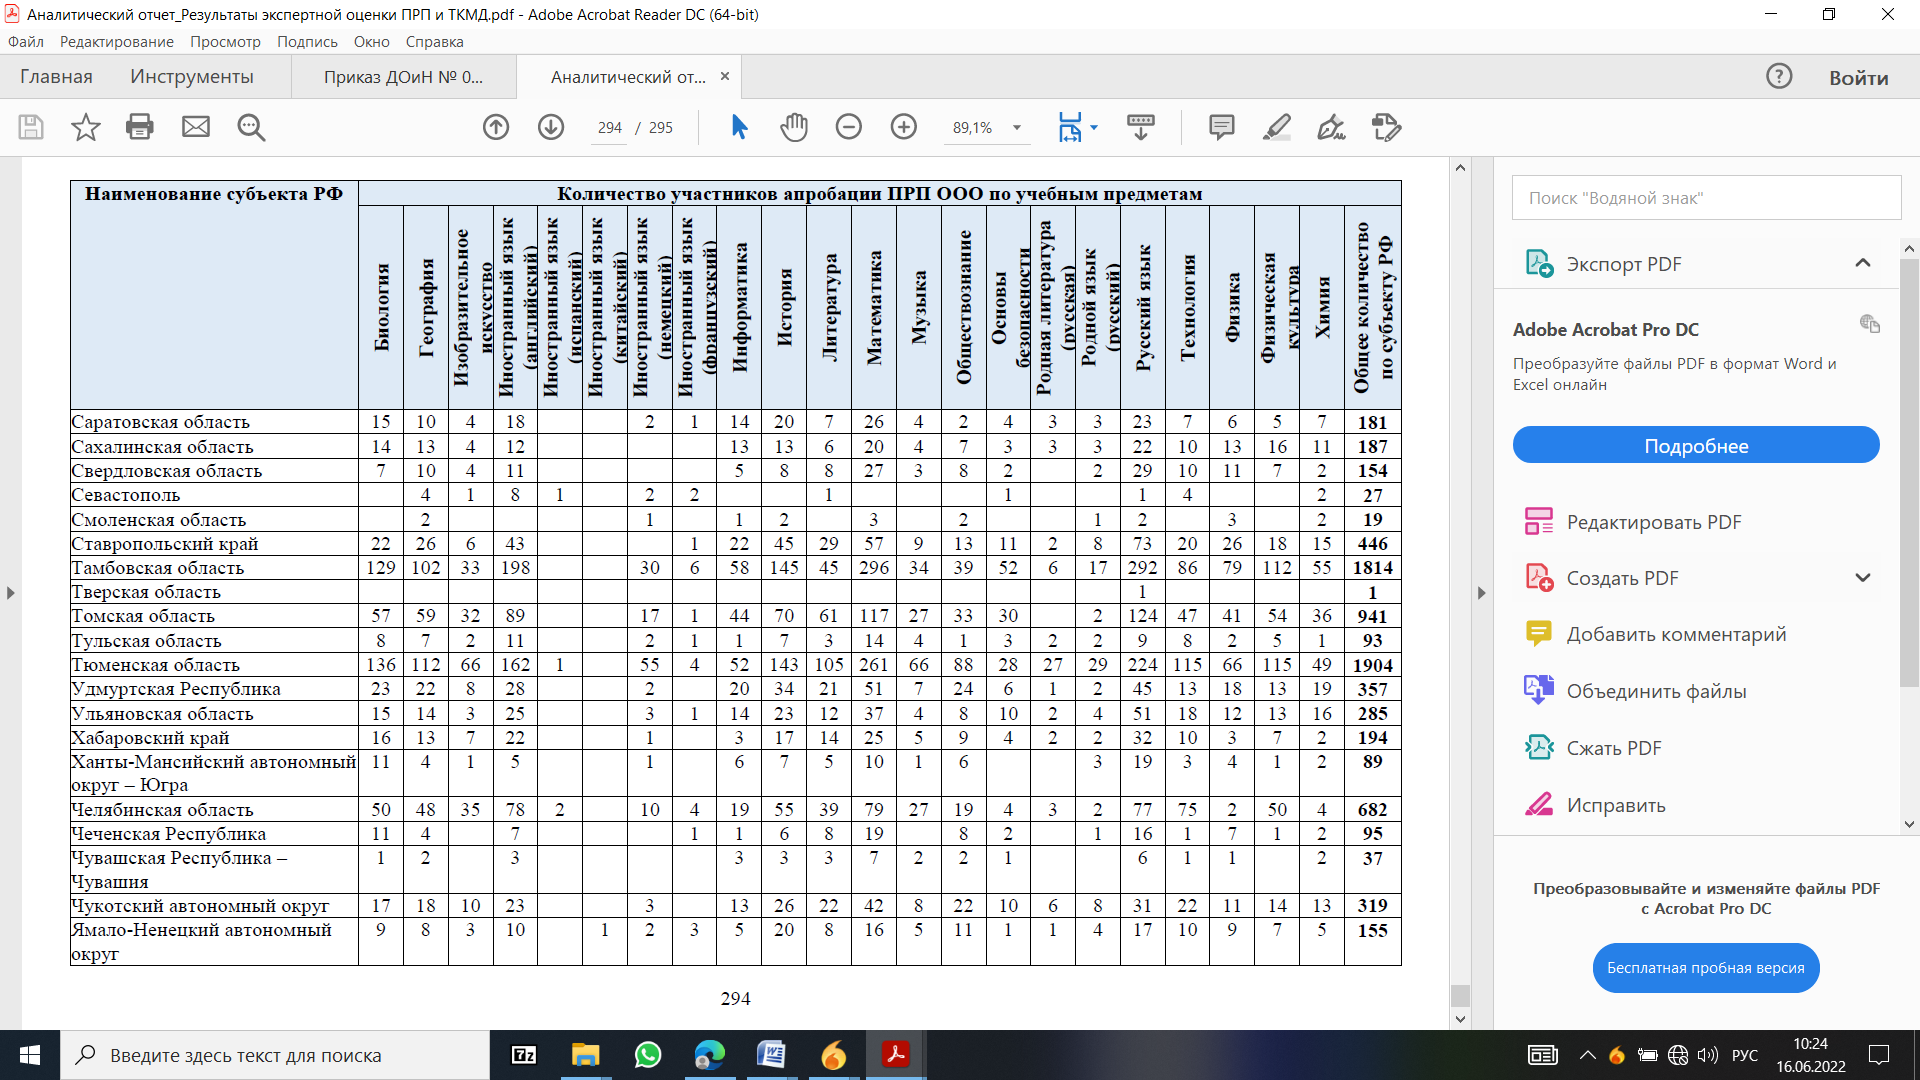 Аналитический отчет_Результаты экспертной оценки ПРП и ТКМД.pdf - Adobe Acrobat Reader DC (64-bit)
Файл Редактирование Просмотр Подпись Окно Справка
Главная Инструменты Приказ ДОиН № 0... Аналитический от... × Войти
294 / 295 89,1%
Наименование субъекта РФ Количество участников апробации ПРП ООО по учебным предметам
Биология
География
Изобразительное искусство
Иностранный язык (английский)
Иностранный язык (испанский)
Иностранный язык (китайский)
Иностранный язык (немецкий)
Иностранный язык (французский)
Информатика
История
Литература
Математика
Музыка
Обществознание
Основы безопасности
Родная литература (русская)
Родной язык (русский)
Русский язык
Технология
Физика
Физическая культура
Химия
Общее количество по субъекту РФ
Саратовская область 15 10 4 18 2 1 14 20 7 26 4 2 4 3 3 23 7 6 5 7 181
Сахалинская область 14 13 4 12 13 13 6 20 4 7 3 3 3 22 10 13 16 11 187
Свердловская область 7 10 4 11 5 8 8 27 3 8 2 2 29 10 11 7 2 154
Севастополь 4 1 8 1 2 2 1 1 1 4 2 27
Смоленская область 2 1 1 2 3 2 1 2 3 2 19
Ставропольский край 22 26 6 43 1 22 45 29 57 9 13 11 2 8 73 20 26 18 15 446
Тамбовская область 129 102 33 198 30 6 58 145 45 296 34 39 52 6 17 292 86 79 112 55 1814
Тверская область 1 1
Томская область 57 59 32 89 17 1 44 70 61 117 27 33 30 2 124 47 41 54 36 941
Тульская область 8 7 2 11 2 1 1 7 3 14 4 1 3 2 2 9 8 2 5 1 93
Тюменская область 136 112 66 162 1 55 4 52 143 105 261 66 88 28 27 29 224 115 66 115 49 1904
Удмуртская Республика 23 22 8 28 2 20 34 21 51 7 24 6 1 2 45 13 18 13 19 357
Ульяновская область 15 14 3 25 3 1 14 23 12 37 4 8 10 2 4 51 18 12 13 16 285
Хабаровский край 16 13 7 22 1 3 17 14 25 5 9 4 2 2 32 10 3 7 2 194
Ханты-Мансийский автономный 11 4 1 5 1 6 7 5 10 1 6 3 19 3 4 1 2 89
округ – Югра
Челябинская область 50 48 35 78 2 10 4 19 55 39 79 27 19 4 3 2 77 75 2 50 4 682
Чеченская Республика 11 4 7 1 1 6 8 19 8 2 1 16 1 7 1 2 95
Чувашская Республика – 1 2 3 3 3 3 7 2 2 1 6 1 1 2 37
Чувашия
Чукотский автономный округ 17 18 10 23 3 13 26 22 42 8 22 10 6 8 31 22 11 14 13 319
Ямало-Ненецкий автономный 9 8 3 10 1 2 3 5 20 8 16 5 11 1 1 4 17 10 9 7 5 155
округ
294
Поиск "Водяной знак"
Экспорт PDF
Adobe Acrobat Pro DC
Преобразуйте файлы PDF в формат Word и
Excel онлайн
Подробнее
Редактировать PDF
Создать PDF
Добавить комментарий
Объединить файлы
Сжать PDF
Исправить
Преобразовывайте и изменяйте файлы PDF
с Acrobat Pro DC
Бесплатная пробная версия
Введите здесь текст для поиска
7z
РУС
10:24
16.06.2022